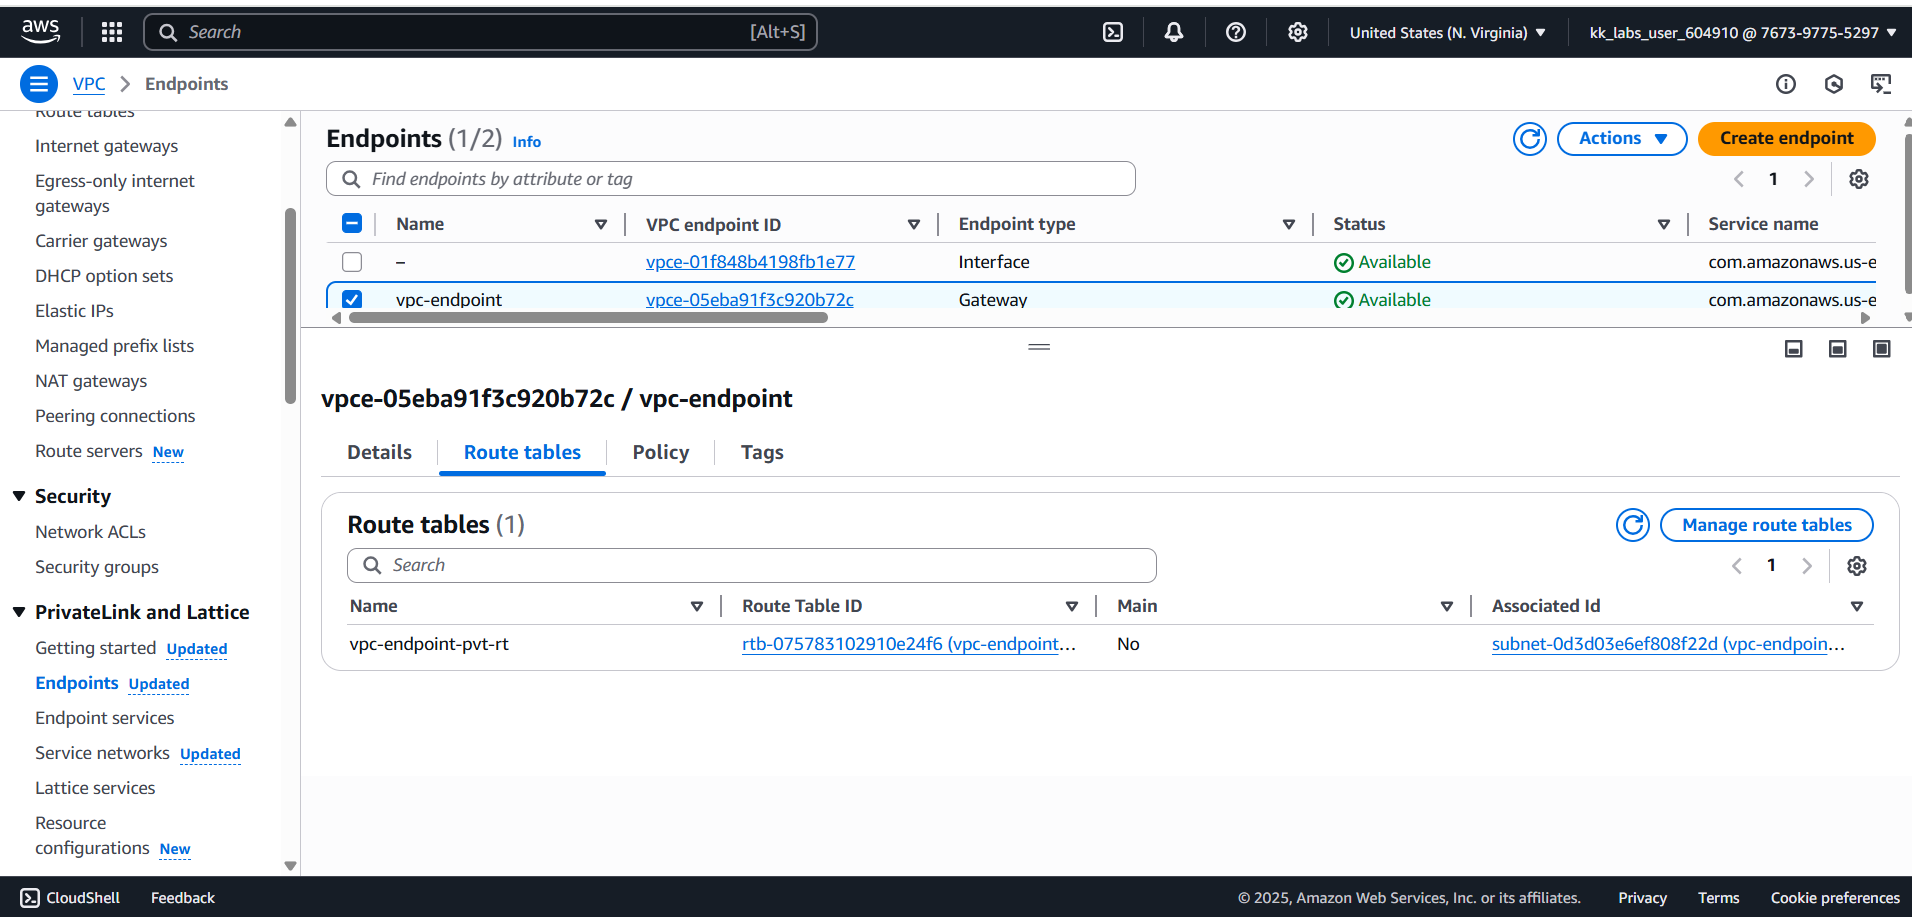 aws
Search [Alt+S]
United States (N. Virginia)
kk_labs_user_604910 @ 7673-9775-5297
VPC
Endpoints
Route tables
Internet gateways
Egress-only internet
gateways
Carrier gateways
DHCP option sets
Elastic IPs
Managed prefix lists
NAT gateways
Peering connections
Route servers New
Security
Network ACLs
Security groups
PrivateLink and Lattice
Getting started Updated
Endpoints Updated
Endpoint services
Service networks Updated
Lattice services
Resource
configurations New
Endpoints (1/2) Info
Actions
Create endpoint
Find endpoints by attribute or tag
1
Name VPC endpoint ID Endpoint type Status Service name
– vpce-01f848b4198fb1e77 Interface Available com.amazonaws.us-e
vpc-endpoint vpce-05eba91f3c920b72c Gateway Available com.amazonaws.us-e
vpce-05eba91f3c920b72c / vpc-endpoint
Details Route tables Policy Tags
Route tables (1)
Manage route tables
Search
1
Name Route Table ID Main Associated Id
vpc-endpoint-pvt-rt rtb-075783102910e24f6 (vpc-endpoint… No subnet-0d3d03e6ef808f22d (vpc-endpoin…
CloudShell Feedback © 2025, Amazon Web Services, Inc. or its affiliates. Privacy Terms Cookie preferences